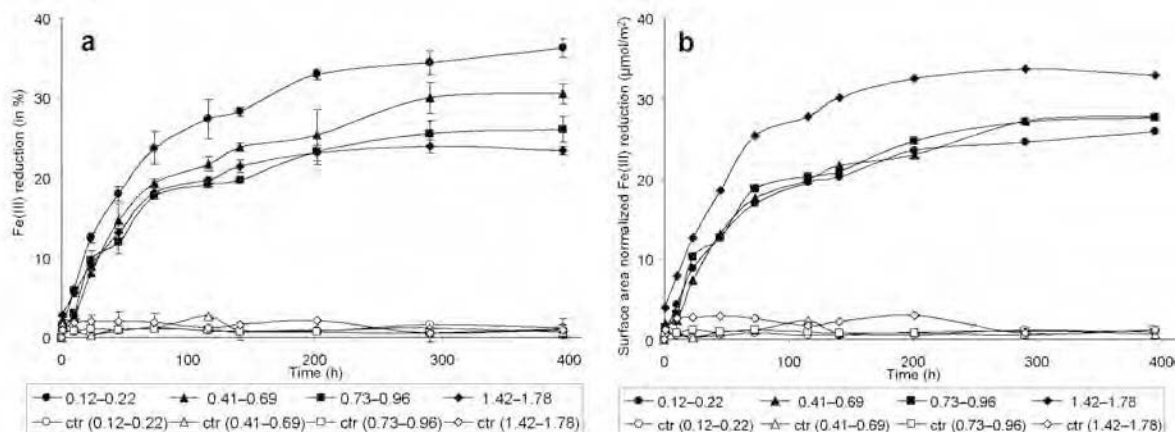 a
Fe(III) reduction (in %)
40
30
20
10
0
0 100 200 300 400
Time (h)
0.12–0.22 0.41–0.69 0.73–0.96 1.42–1.78
ctr (0.12–0.22) ctr (0.41–0.69) ctr (0.73–0.96) ctr (1.42–1.78)
b
Surface area normalized Fe(III) reduction (µmol/m²)
40
30
20
10
0
0 100 200 300 4000
Time (h)
0.12–0.22 0.41–0.69 0.73–0.96 1.42–1.78
ctr (0.12–0.22) ctr (0.41–0.69) ctr (0.73–0.96) ctr (1.42–1.78)